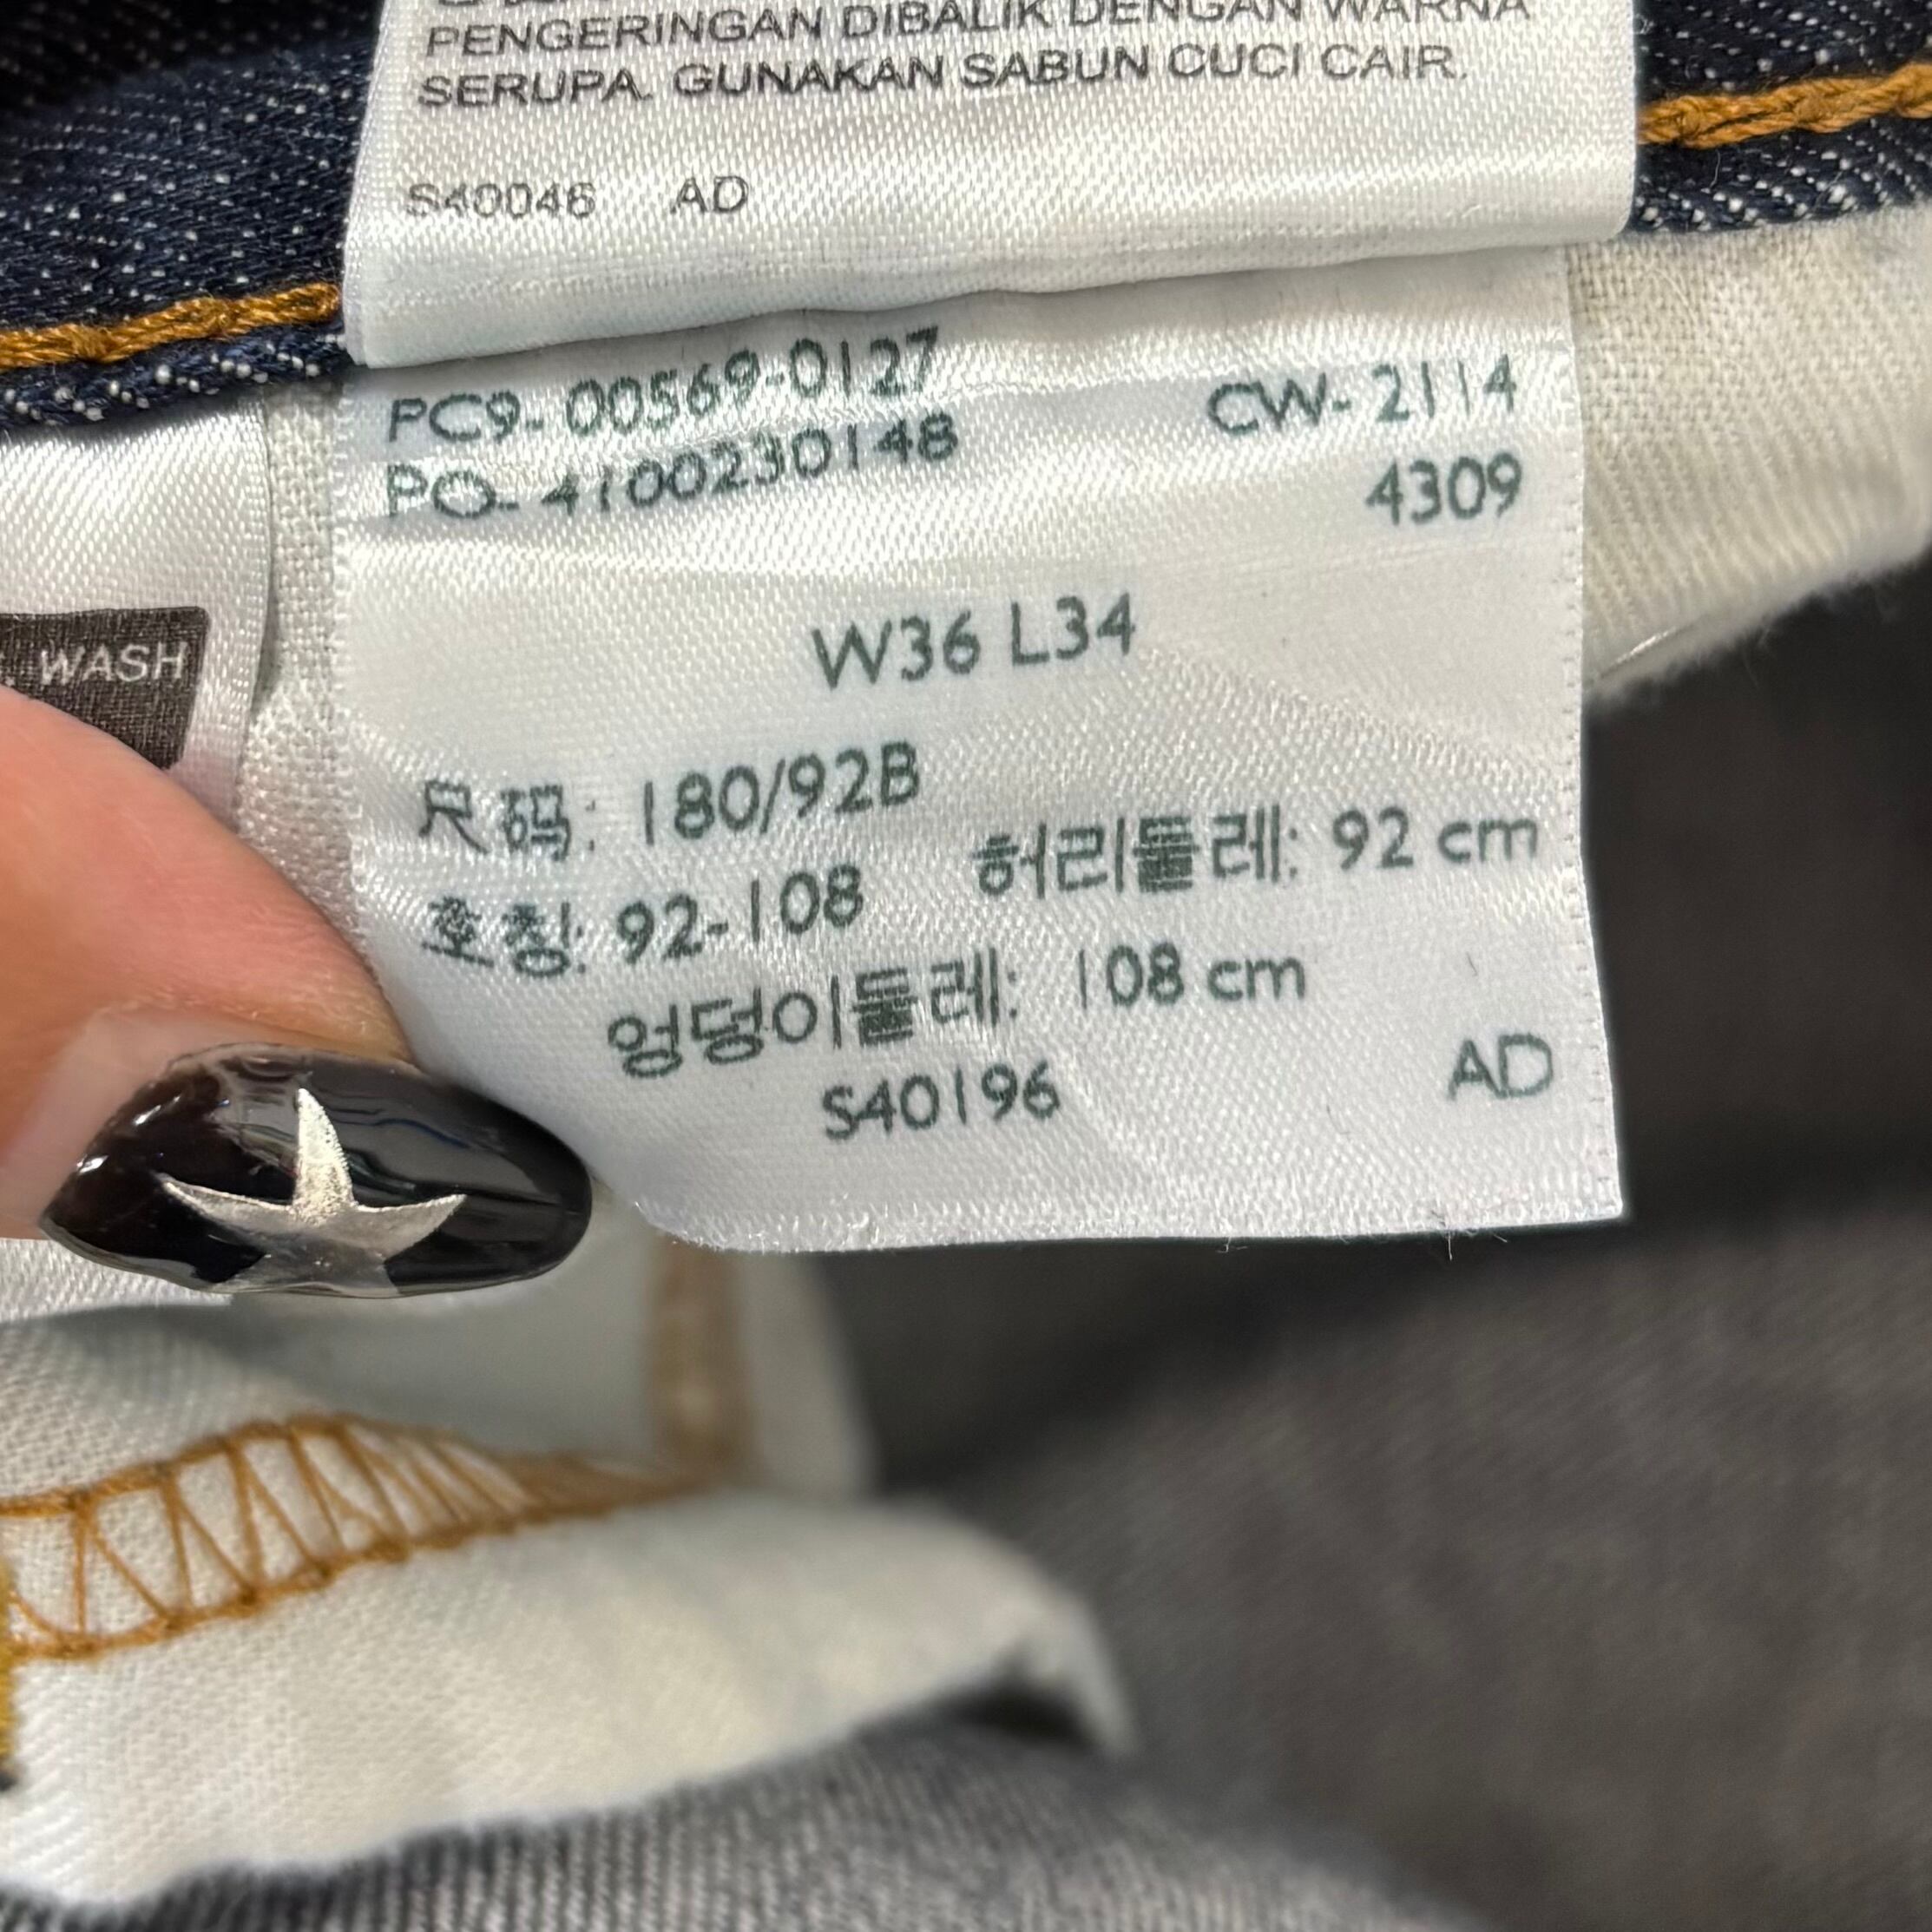 PENGERINGAN DIBALIK DENGAN WARNA
SERUPA. GUNAKAN SABUN CUCI CAIR.
S40046 AD
PC9-00569-0127 CW-2114
PO-4100230148 4309
WASH
W36 L34
尺码: 180/92B
호칭: 92-108 허리둘레: 92 cm
엉덩이둘레: 108 cm
S40196 AD